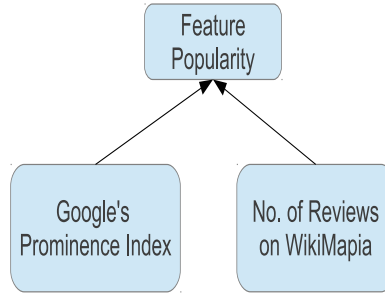 Feature
Popularity
Google's
Prominence Index
No. of Reviews
on WikiMapia